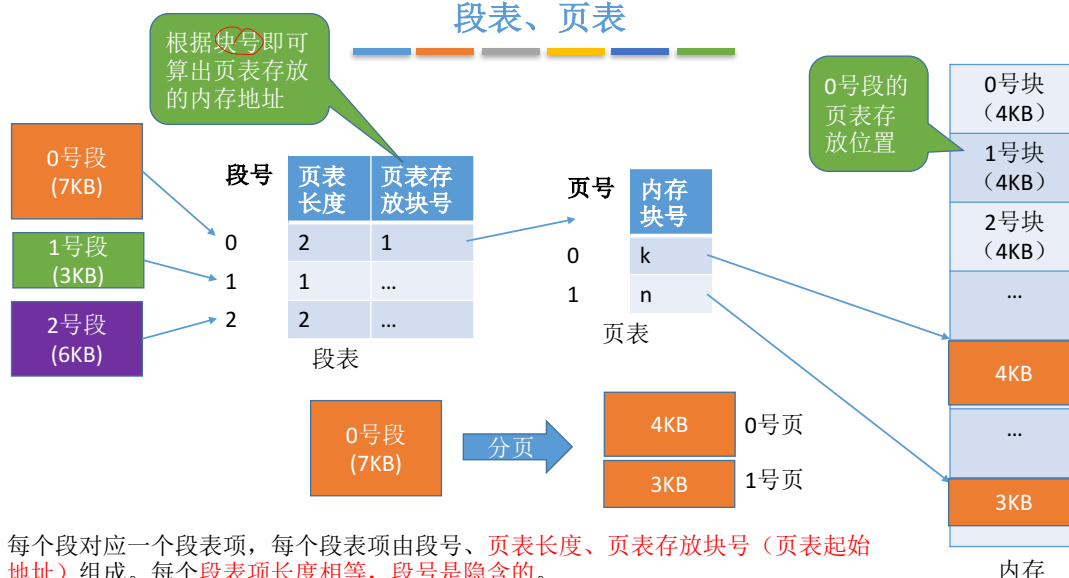 段表、页表
根据块号即可
算出页表存放
的内存地址
0号段的
页表存
放位置
0号块
（4KB）
1号块
（4KB）
2号块
（4KB）
…
4KB
…
3KB
内存
0号段
(7KB)
1号段
(3KB)
2号段
(6KB)
段号 页表长度 页表存放块号
0 2 1
1 1 …
2 2 …
段表
页号 内存块号
0 k
1 n
页表
0号段
(7KB)
分页
4KB 0号页
3KB 1号页
每个段对应一个段表项，每个段表项由段号、页表长度、页表存放块号（页表起始
地址）组成。每个段表项长度相等，段号是隐含的。